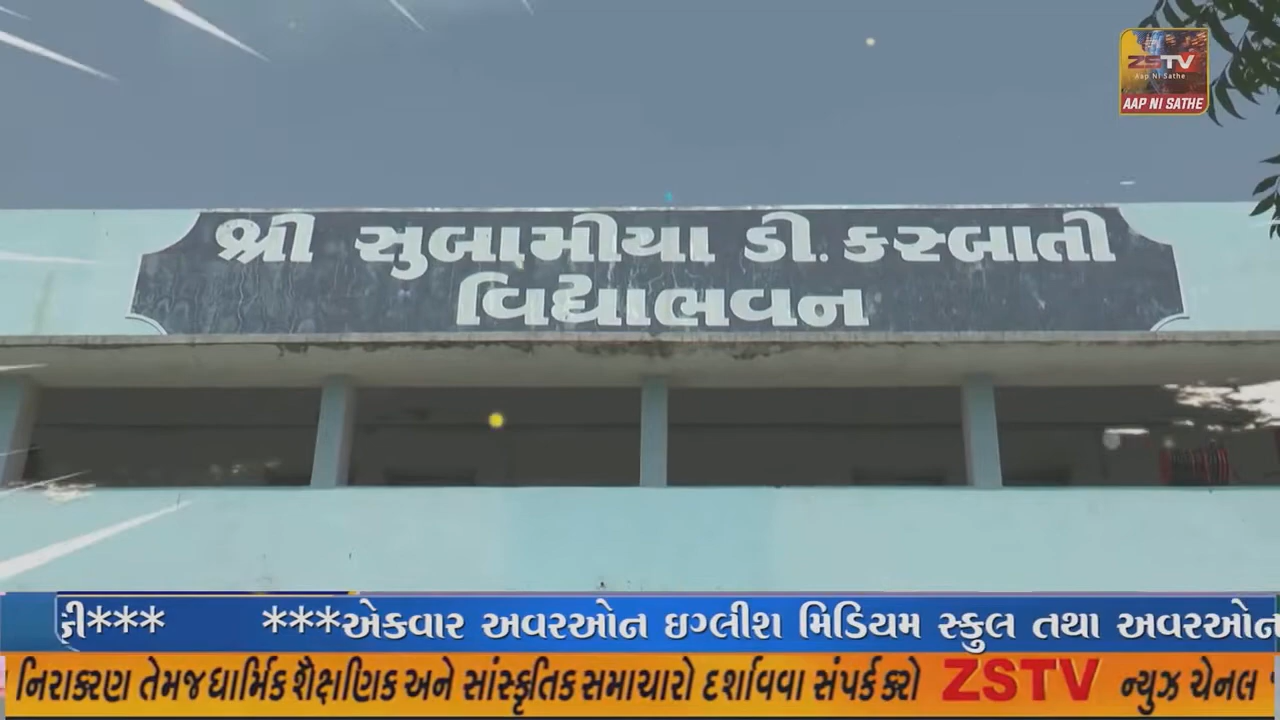 ZSTV
Aap Ni Sathe
AAP NI SATHE
શ્રી સુબામીયા ડી. કરબાતી
વિદ્યાભવન
***એકવાર અવરઓન ઇગ્લીશ મિડિયમ સ્કુલ તથા અવરઓન
નિરાકરણ તેમજ ધાર્મિક શૈક્ષણિક અને સાંસ્કૃતિક સમાચારો દર્શાવવા સંપર્ક કરો ZSTV ન્યુઝ ચેનલ